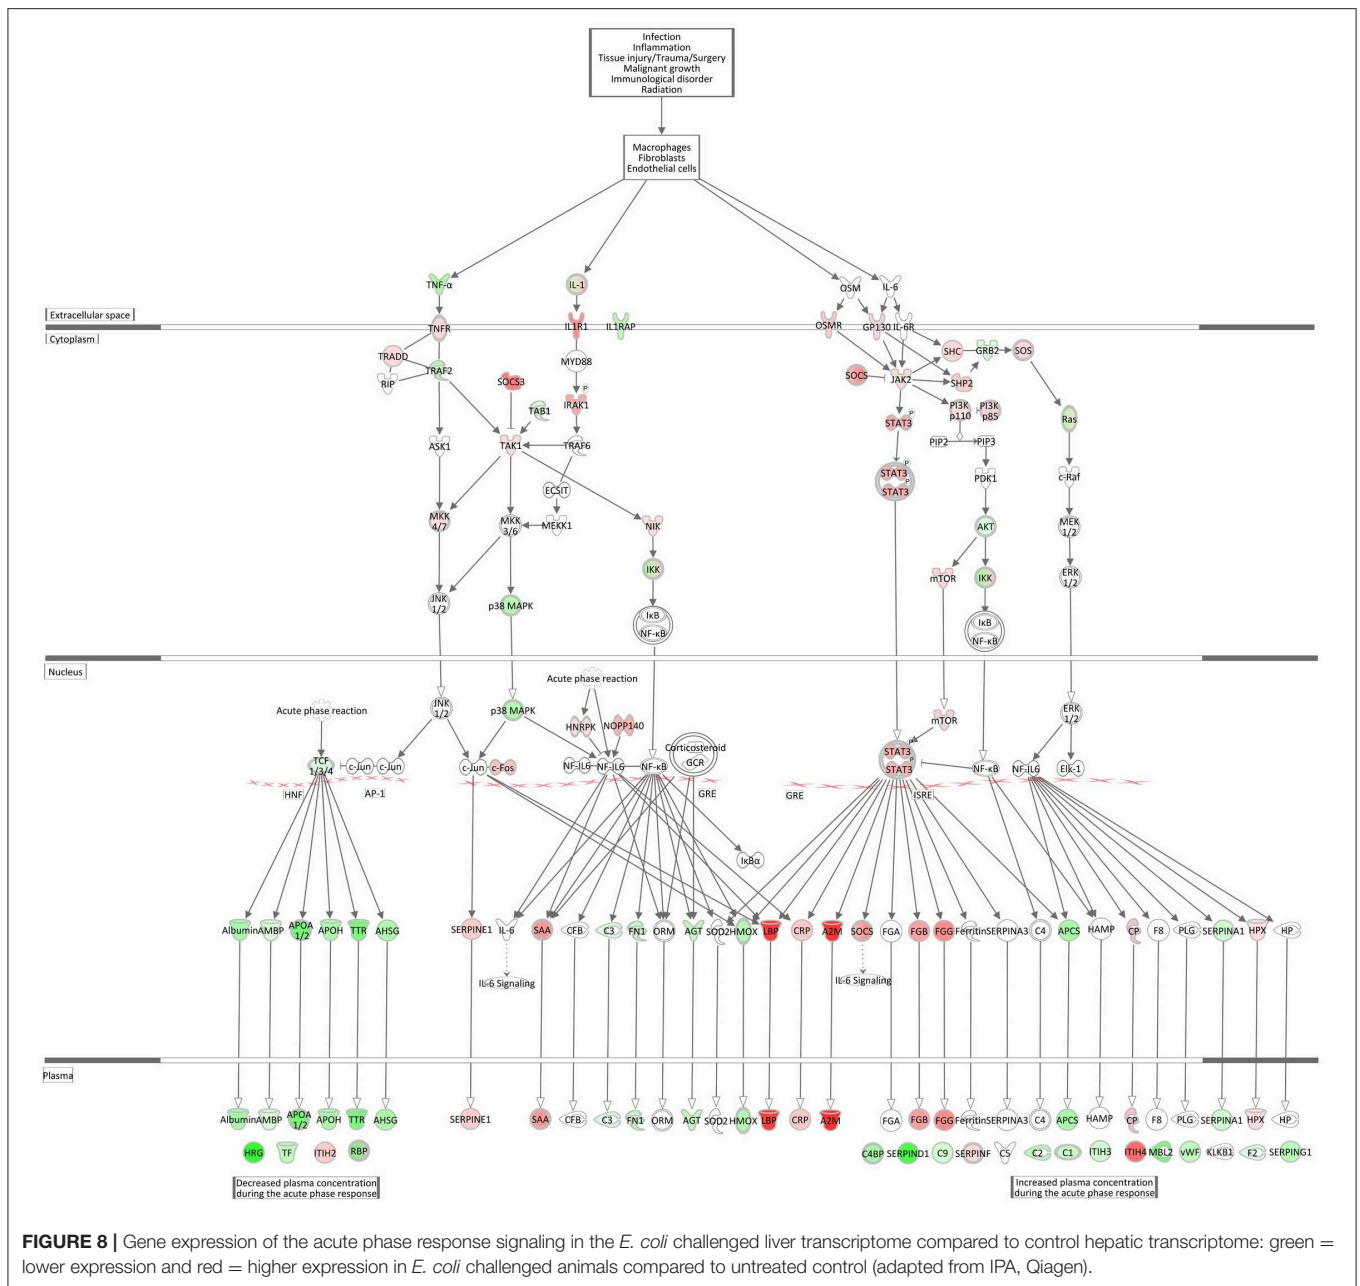 Infection
Inflammation
Tissue injury/Trauma/Surgery
Malignant growth
Immunological disorder
Radiation
Macrophages
Fibroblasts
Endothelial cells
TNF-α
IL-1
OSM
IL-6
Extracellular space
Cytoplasm
TNFR
IL1R1
IL1RAP
OSMR
GP130
IL-6R
TRADD
RIP
TRAF2
MYD88
SHC
GRB2
SOS
SOCS3
P
IRAK1
TAB1
SOCS
JAK2
SHP2
PI3K
p110
PI3K
p85
Ras
ASK1
TAK1
TRAF6
P
STAT3
PIP2
PIP3
P
STAT3
P
STAT3
PDK1
c-Raf
ECSIT
MKK
4/7
MKK
3/6
MEKK1
NIK
AKT
MEK
1/2
IKK
mTOR
IKK
ERK
1/2
JNK
1/2
p38 MAPK
IκB
NF-κB
IκB
NF-κB
Nucleus
Acute phase reaction
Acute phase reaction
JNK
1/2
p38 MAPK
HNRPK
NOPP140
mTOR
ERK
1/2
Corticosteroid
GCR
TCF
1/3/4
c-Jun
c-Jun
c-Jun
c-Fos
NF-IL6
NF-IL6
NF-κB
P
STAT3
P
STAT3
NF-κB
NF-IL6
Elk-1
HNF
AP-1
GRE
GRE
ISRE
IκBα
Albumin
AMBP
APOA
1/2
APOH
TTR
AHSG
SERPINE1
IL-6
SAA
CFB
C3
FN1
ORM
AGT
SOD2
HMOX
LBP
CRP
A2M
SOCS
FGA
FGB
FGG
Ferritin
SERPINA3
C4
APCS
HAMP
CP
F8
PLG
SERPINA1
HPX
HP
IL-6 Signaling
IL-6 Signaling
Plasma
Albumin
AMBP
APOA
1/2
APOH
TTR
AHSG
SERPINE1
SAA
CFB
C3
FN1
ORM
AGT
SOD2
HMOX
LBP
CRP
A2M
FGA
FGB
FGG
Ferritin
SERPINA3
C4
APCS
HAMP
CP
F8
PLG
SERPINA1
HPX
HP
HRG
TF
ITIH2
RBP
C4BP
SERPIND1
C9
SERPINF
C5
C2
C1
ITIH3
ITIH4
MBL2
vWF
KLKB1
F2
SERPING1
Decreased plasma concentration
during the acute phase response
Increased plasma concentration
during the acute phase response
FIGURE 8 | Gene expression of the acute phase response signaling in the E. coli challenged liver transcriptome compared to control hepatic transcriptome: green =
lower expression and red = higher expression in E. coli challenged animals compared to untreated control (adapted from IPA, Qiagen).